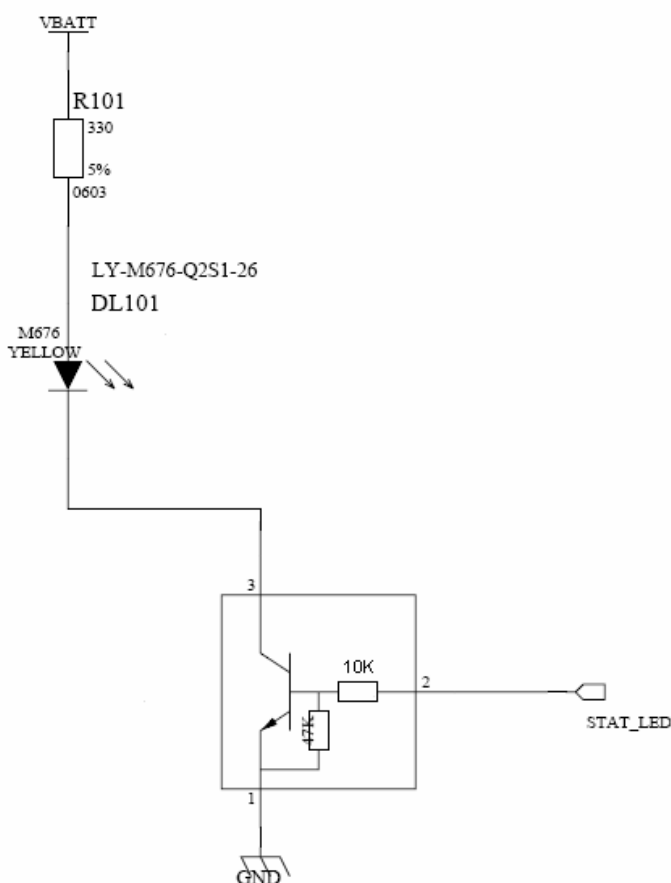 VBATT
R101
330
5%
0603
LY-M676-Q2S1-26
DL101
M676
YELLOW
3
10K
2
47K
STAT_LED
1
GND